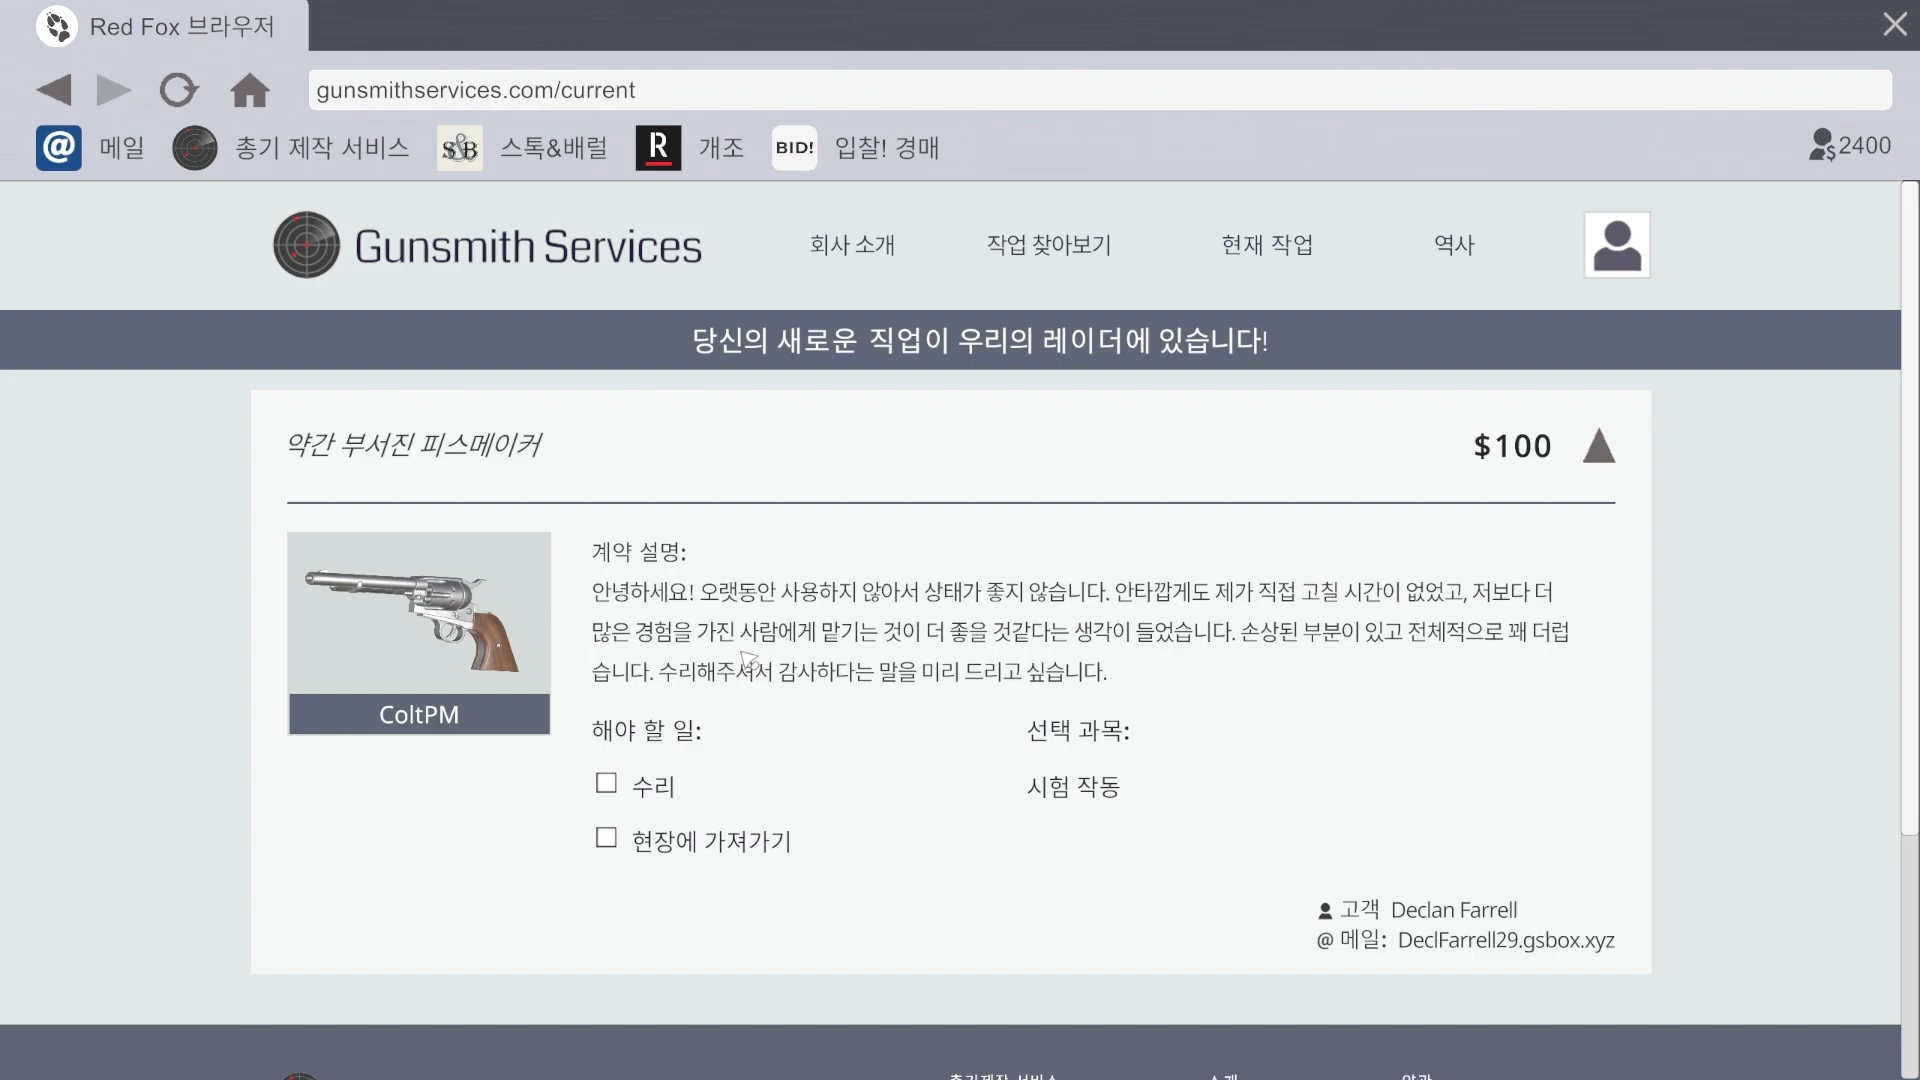 Red Fox 브라우저
gunsmithservices.com/current
@ 메일 총기 제작 서비스 S&B 스톡&배럴 R 개조 BID! 입찰! 경매 2400
Gunsmith Services 회사 소개 작업 찾아보기 현재 작업 역사
당신의 새로운 직업이 우리의 레이더에 있습니다!
약간 부서진 피스메이커 $100
계약 설명:
안녕하세요! 오랫동안 사용하지 않아서 상태가 좋지 않습니다. 안타깝게도 제가 직접 고칠 시간이 없었고, 저보다 더
많은 경험을 가진 사람에게 맡기는 것이 더 좋을 것같다는 생각이 들었습니다. 손상된 부분이 있고 전체적으로 꽤 더럽
습니다. 수리해주셔서 감사하다는 말을 미리 드리고 싶습니다.
ColtPM
해야 할 일: 선택 과목:
수리 시험 작동
현장에 가져가기
고객 Declan Farrell
@ 메일: DeclFarrell29.gsbox.xyz